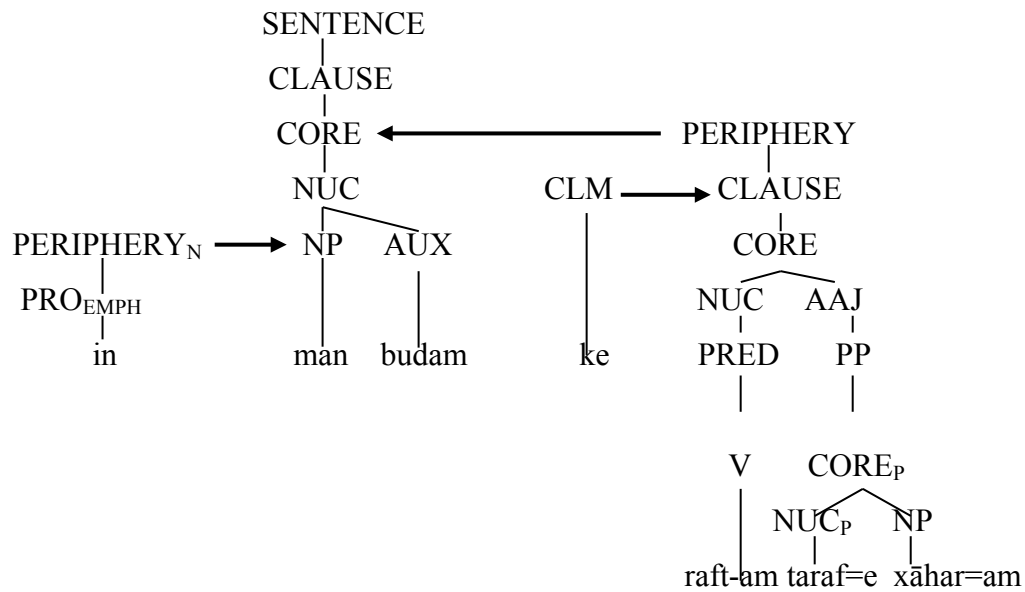 SENTENCE
CLAUSE
CORE PERIPHERY
NUC CLM CLAUSE
PERIPHERY_N NP AUX CORE
PRO_EMPH NUC AAJ
in man budam ke PRED PP
V CORE_P
NUC_P NP
raft-am taraf=e xāhar=am